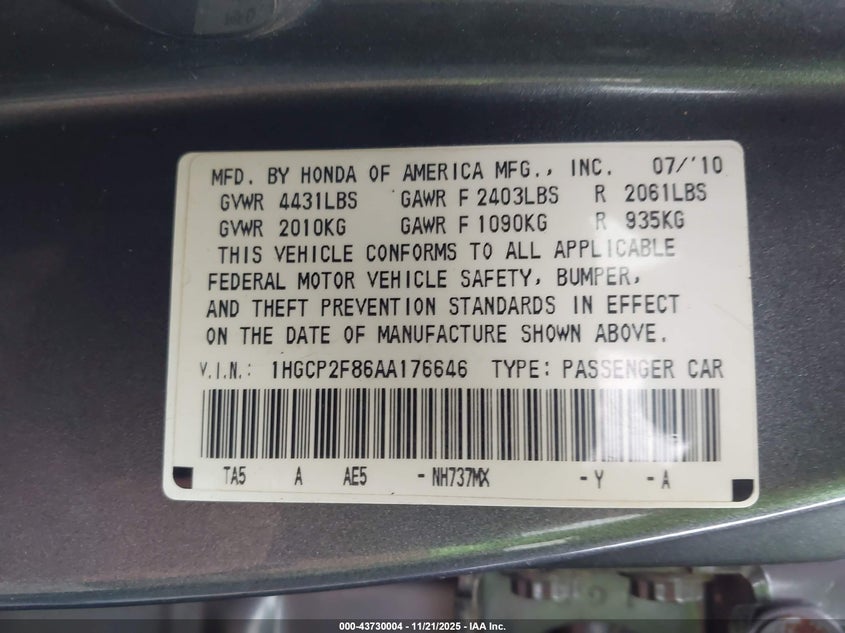 MFD. BY HONDA OF AMERICA MFG., INC. 07/'10
GVWR 4431LBS GAWR F 2403LBS R 2061LBS
GVWR 2010KG GAWR F 1090KG R 935KG
THIS VEHICLE CONFORMS TO ALL APPLICABLE
FEDERAL MOTOR VEHICLE SAFETY, BUMPER,
AND THEFT PREVENTION STANDARDS IN EFFECT
ON THE DATE OF MANUFACTURE SHOWN ABOVE.
V.I.N.: 1HGCP2F86AA176646 TYPE: PASSENGER CAR
TA5 A AE5 - NH737MX - Y - A
000-43730004 - 11/21/2025 - IAA Inc.